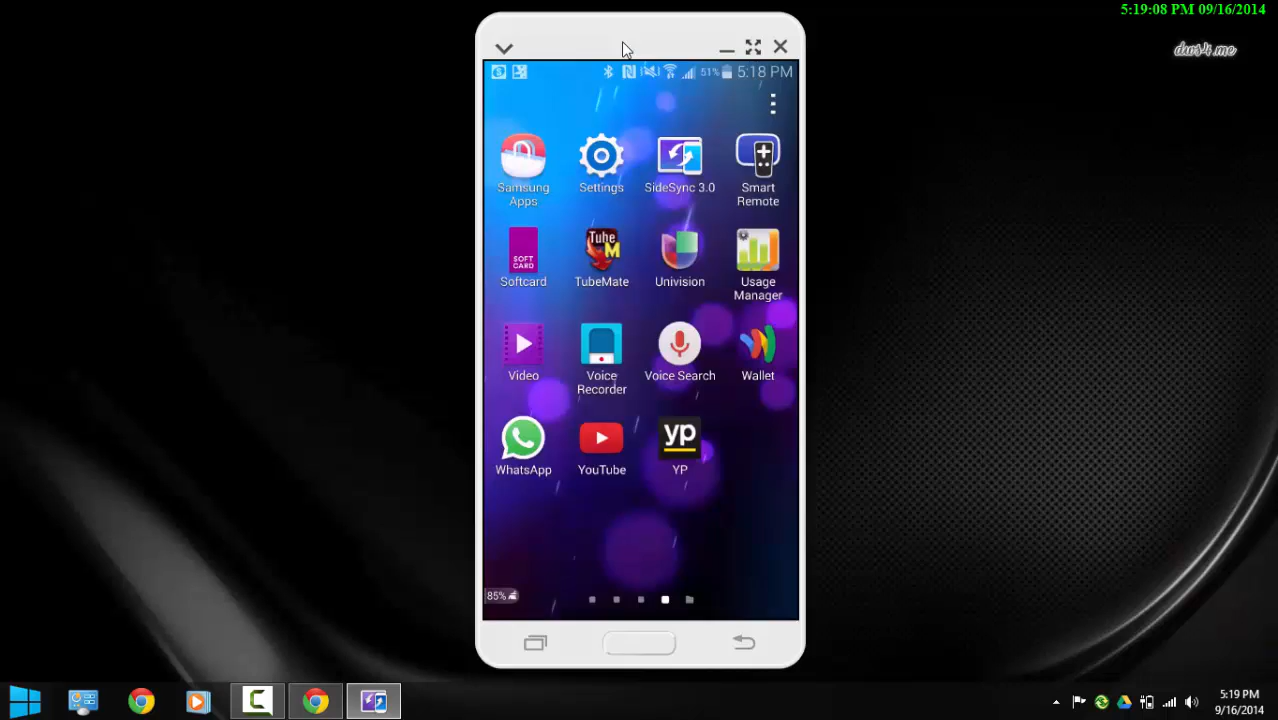 5:19:08 PM 09/16/2014
dws4.me
51% 5:18 PM
Samsung Apps
Settings
SideSync 3.0
Smart Remote
SOFT CARD
Softcard
Tube M
TubeMate
Univision
Usage Manager
Video
Voice Recorder
Voice Search
Wallet
WhatsApp
YouTube
yp
YP
85%
5:19 PM
9/16/2014